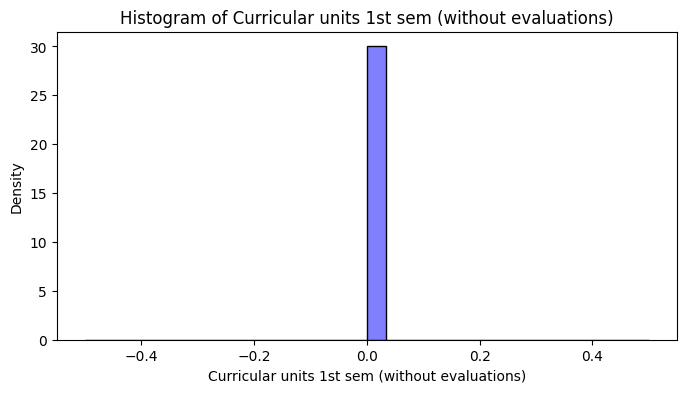 Histogram of Curricular units 1st sem (without evaluations)
30
25
20
15
10
5
0
Density
−0.4 −0.2 0.0 0.2 0.4
Curricular units 1st sem (without evaluations)